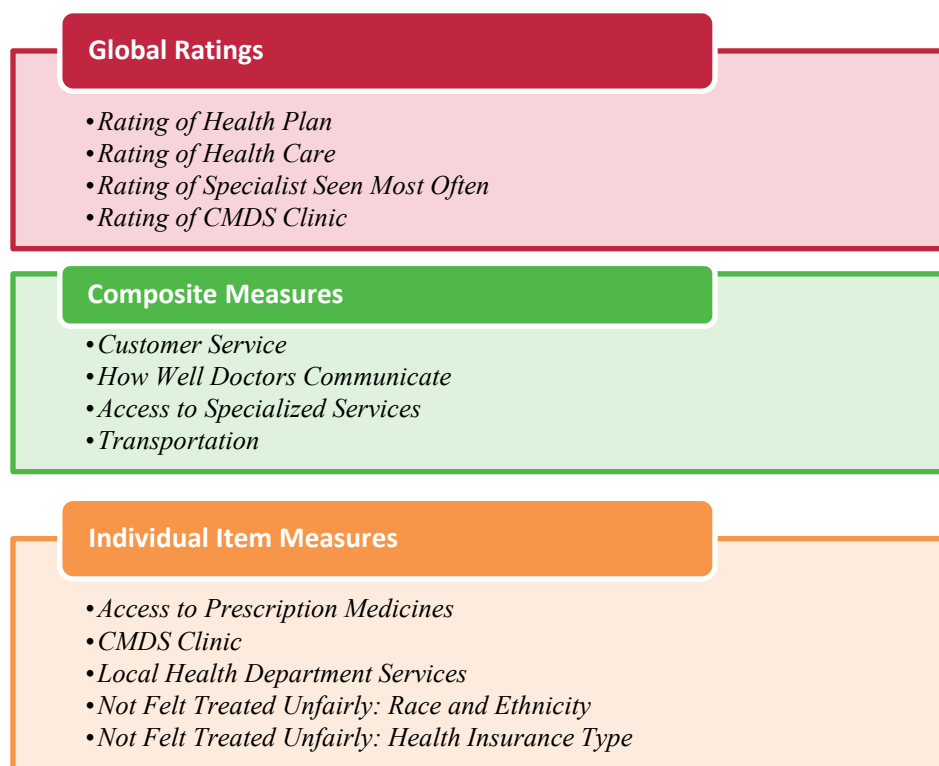 Global Ratings
•Rating of Health Plan
•Rating of Health Care
•Rating of Specialist Seen Most Often
•Rating of CMDS Clinic
Composite Measures
•Customer Service
•How Well Doctors Communicate
•Access to Specialized Services
•Transportation
Individual Item Measures
•Access to Prescription Medicines
•CMDS Clinic
•Local Health Department Services
•Not Felt Treated Unfairly: Race and Ethnicity
•Not Felt Treated Unfairly: Health Insurance Type